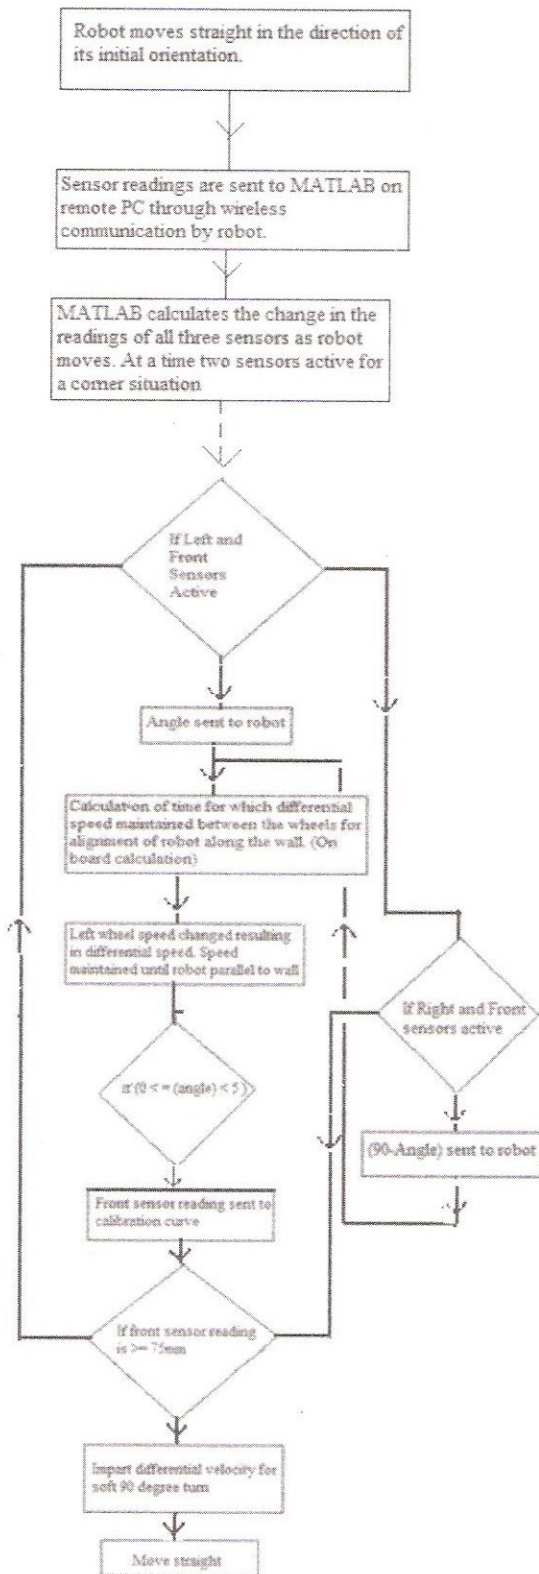 Robot moves straight in the direction of
its initial orientation.
Sensor readings are sent to MATLAB on
remote PC through wireless
communication by robot.
MATLAB calculates the change in the
readings of all three sensors as robot
moves. At a time two sensors active for
a corner situation
If Left and
Front
Sensors
Active
Angle sent to robot
Calculation of time for which differential
speed maintained between the wheels for
alignment of robot along the wall. (On
board calculation)
Left wheel speed changed resulting
in differential speed. Speed
maintained until robot parallel to wall
If Right and Front
sensors active
if (0 < = (angle) < 5 )
(90-Angle) sent to robot
Front sensor reading sent to
calibration curve
If front sensor reading
is >= 75mm
Impart differential velocity for
soft 90 degree turn
Move straight